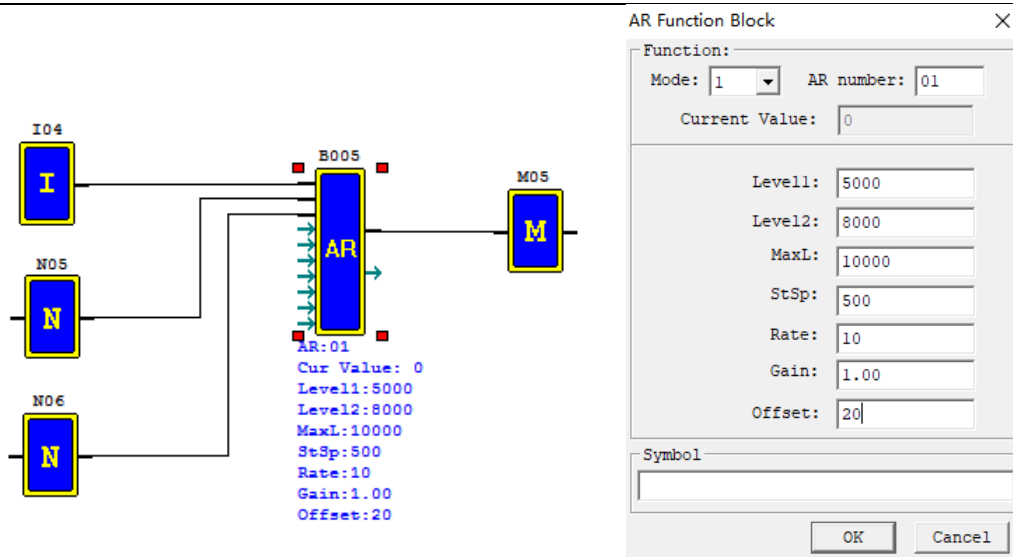 I04
I
N05
N
N06
N
B005
AR
M05
M
AR:01
Cur Value: 0
Level1:5000
Level2:8000
MaxL:10000
StSp:500
Rate:10
Gain:1.00
Offset:20
AR Function Block
Function:
Mode: 1 AR number: 01
Current Value: 0
Level1: 5000
Level2: 8000
MaxL: 10000
StSp: 500
Rate: 10
Gain: 1.00
Offset: 20
Symbol
OK Cancel